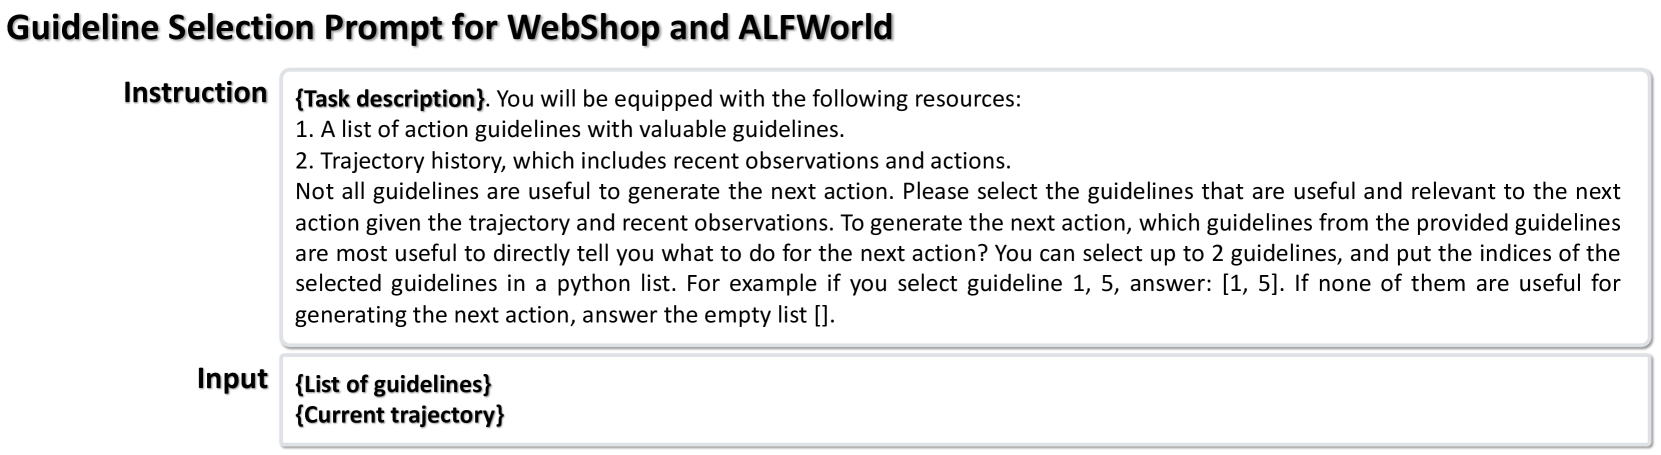 Guideline Selection Prompt for WebShop and ALFWorld
Instruction
{Task description}. You will be equipped with the following resources:
1. A list of action guidelines with valuable guidelines.
2. Trajectory history, which includes recent observations and actions.
Not all guidelines are useful to generate the next action. Please select the guidelines that are useful and relevant to the next
action given the trajectory and recent observations. To generate the next action, which guidelines from the provided guidelines
are most useful to directly tell you what to do for the next action? You can select up to 2 guidelines, and put the indices of the
selected guidelines in a python list. For example if you select guideline 1, 5, answer: [1, 5]. If none of them are useful for
generating the next action, answer the empty list [].
Input
{List of guidelines}
{Current trajectory}